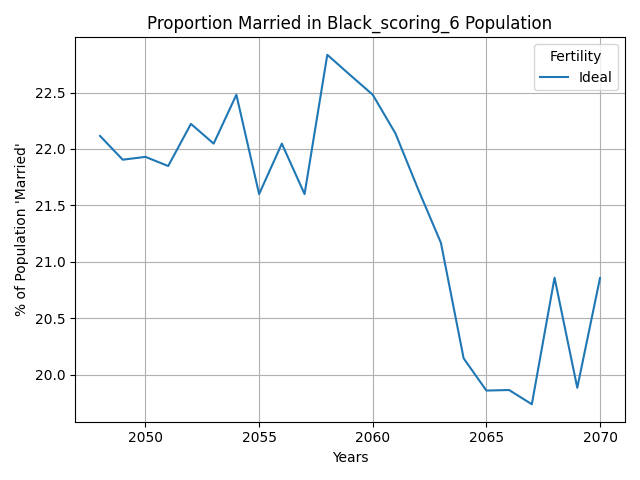 Proportion Married in Black_scoring_6 Population
Fertility
Ideal
% of Population 'Married'
22.5
22.0
21.5
21.0
20.5
20.0
2050 2055 2060 2065 2070
Years